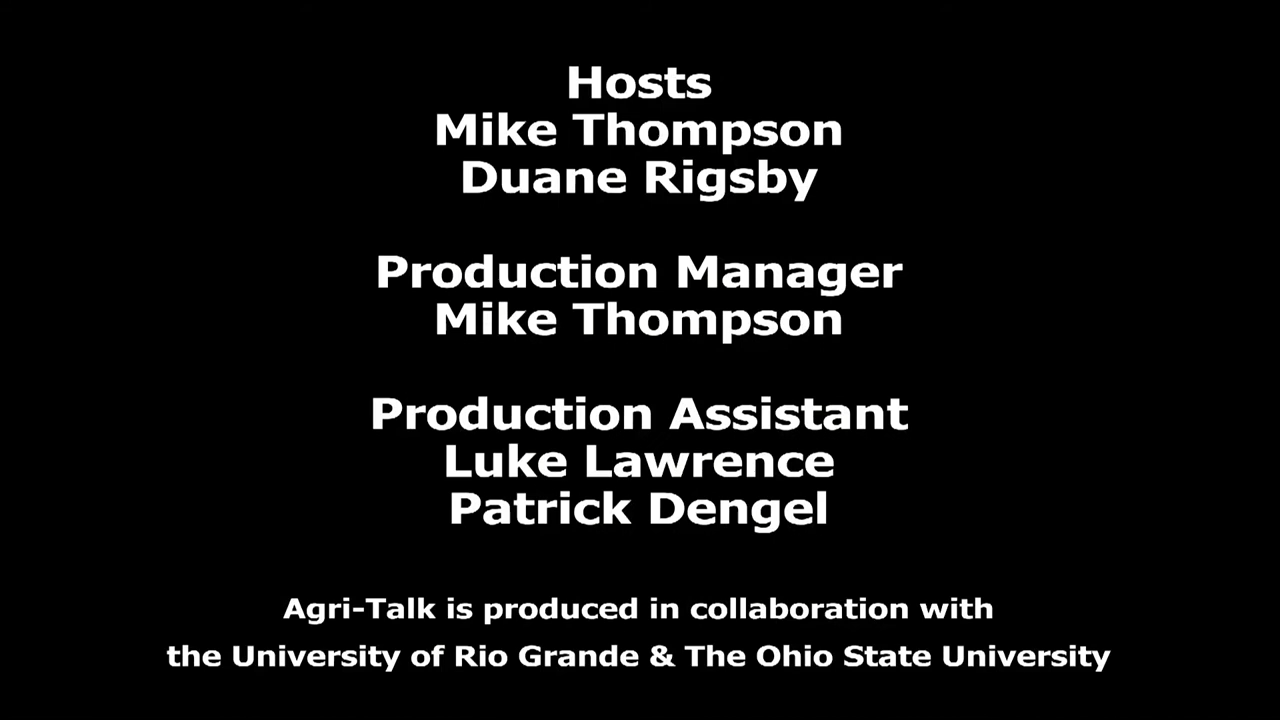 Hosts
Mike Thompson
Duane Rigsby
Production Manager
Mike Thompson
Production Assistant
Luke Lawrence
Patrick Dengel
Agri-Talk is produced in collaboration with
the University of Rio Grande & The Ohio State University